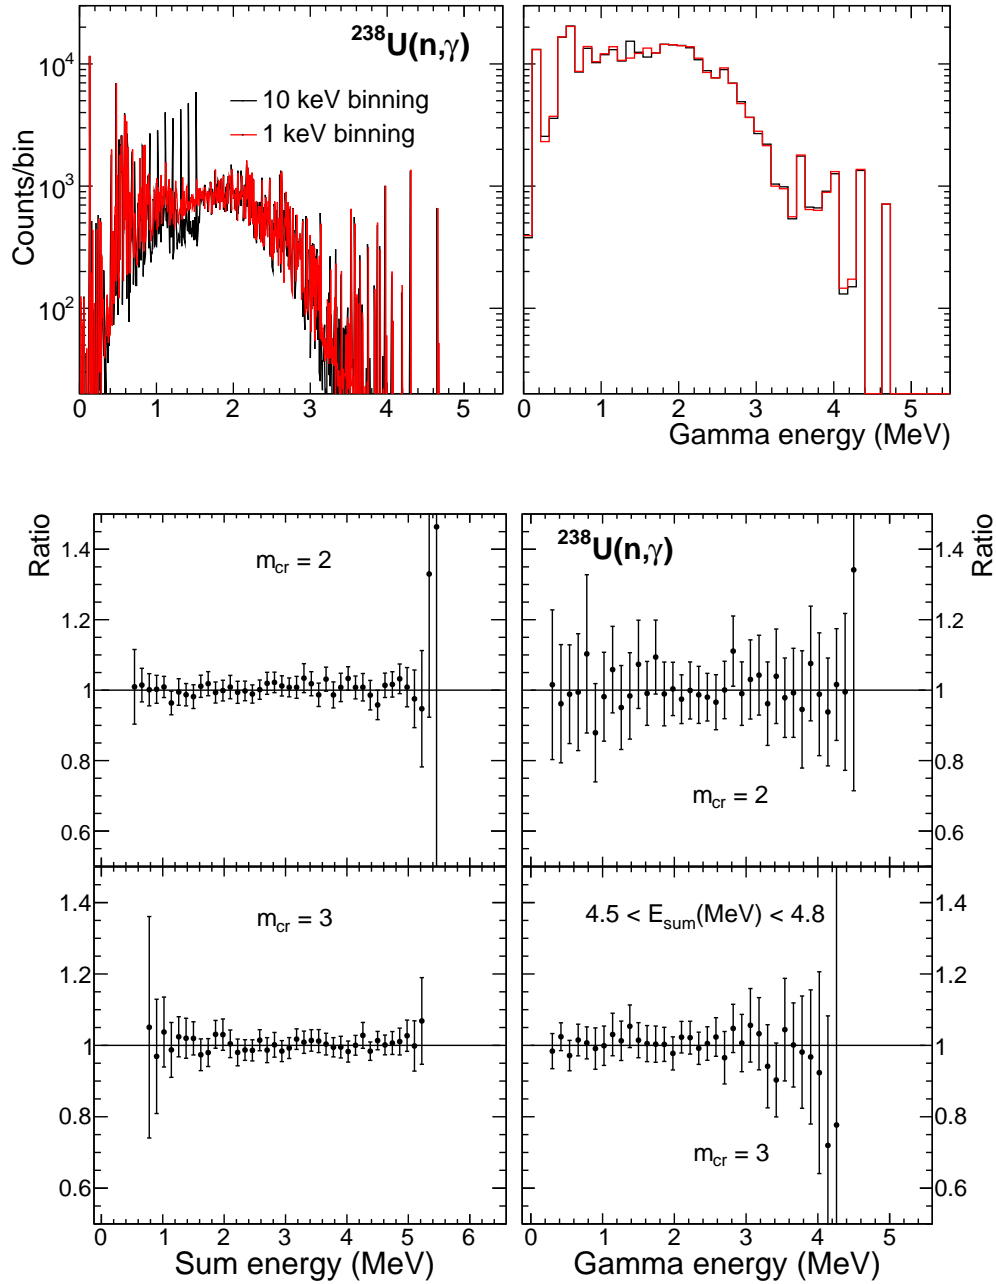 ²³⁸U(n,γ)
10 keV binning
1 keV binning
Counts/bin
10⁴
10³
10²
0 1 2 3 4 5
0 1 2 3 4 5
Gamma energy (MeV)
Ratio
1.4
1.2
1
0.8
0.6
m_cr = 2
²³⁸U(n,γ)
m_cr = 2
Ratio
1.4
1.2
1
0.8
0.6
1.4
1.2
1
0.8
0.6
m_cr = 3
4.5 < E_sum(MeV) < 4.8
m_cr = 3
1.4
1.2
1
0.8
0.6
0 1 2 3 4 5 6
Sum energy (MeV)
0 1 2 3 4 5
Gamma energy (MeV)